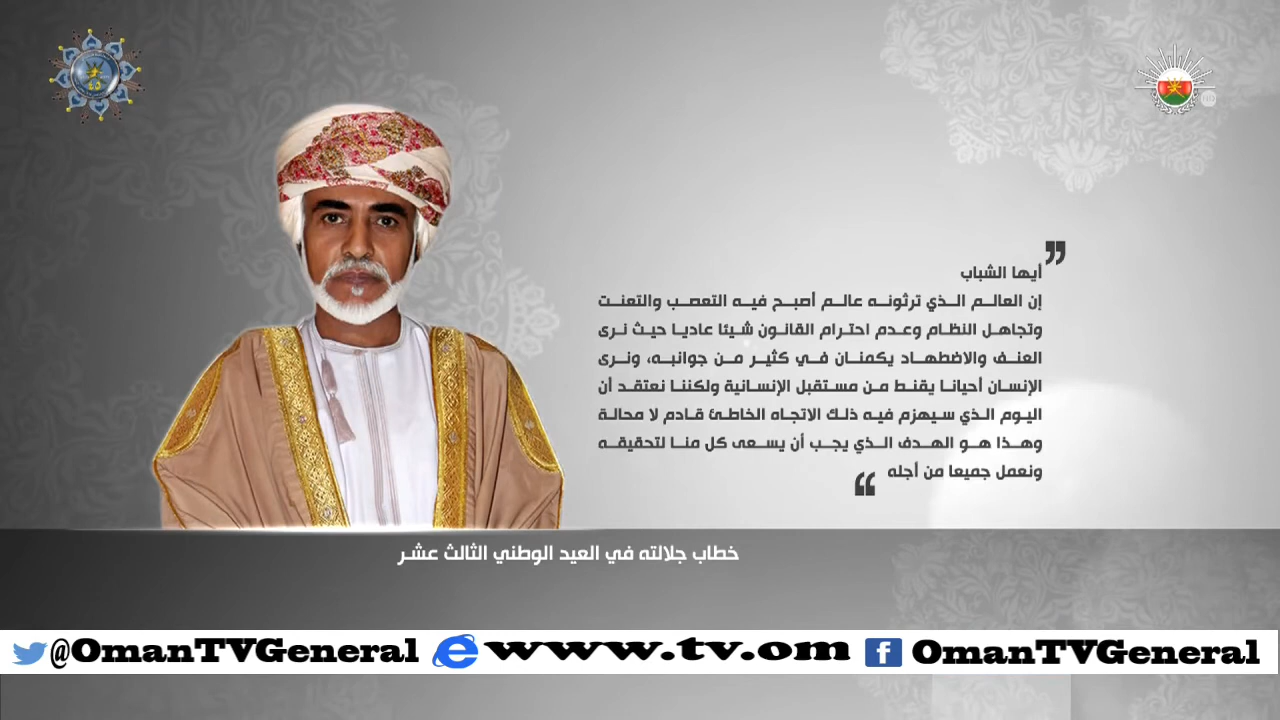 أيها الشباب
إن العالم الذي ترثونه عالم أصبح فيه التعصب والتعنت
وتجاهل النظام وعدم احترام القانون شيئا عاديا حيث نرى
العنف والاضطهاد يكمنان في كثير من جوانبه، ونرى
الإنسان أحيانا يقنط من مستقبل الإنسانية ولكننا نعتقد أن
اليوم الذي سيهزم فيه ذلك الاتجاه الخاطئ قادم لا محالة
وهذا هو الهدف الذي يجب أن يسعى كل منا لتحقيقه
ونعمل جميعا من أجله
خطاب جلالته في العيد الوطني الثالث عشر
@OmanTVGeneral www.tv.om OmanTVGeneral